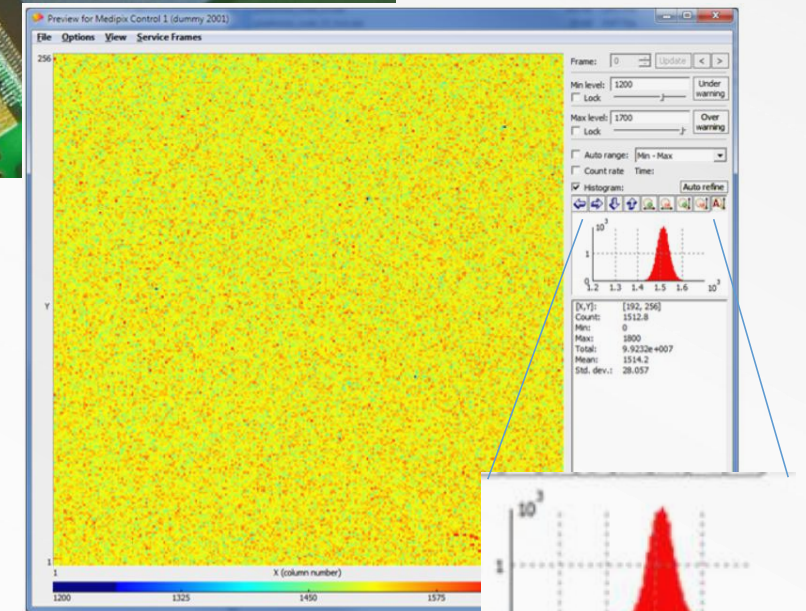 Preview for Medipix Control 1 (dummy 2001)
File Options View Service Frames
256
Y
1
1 X (column number)
1200 1325 1450 1575
Frame: 0 Update < >
Min level: 1200 Under warning
Lock
Max level: 1700 Over warning
Lock
Auto range: Min - Max
Count rate Time:
Histogram: Auto refine
10³
1
0
1.2 1.3 1.4 1.5 1.6 10³
[X,Y]: [192, 256]
Count: 1512.8
Min: 0
Max: 1800
Total: 9.9232e+007
Mean: 1514.2
Std. dev.: 28.057
10³